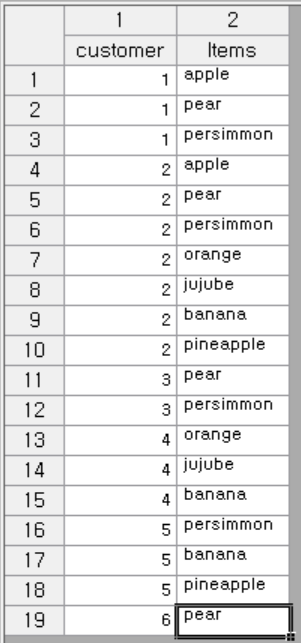 1 2
customer Items
1 1 apple
2 1 pear
3 1 persimmon
4 2 apple
5 2 pear
6 2 persimmon
7 2 orange
8 2 jujube
9 2 banana
10 2 pineapple
11 3 pear
12 3 persimmon
13 4 orange
14 4 jujube
15 4 banana
16 5 persimmon
17 5 banana
18 5 pineapple
19 6 pear